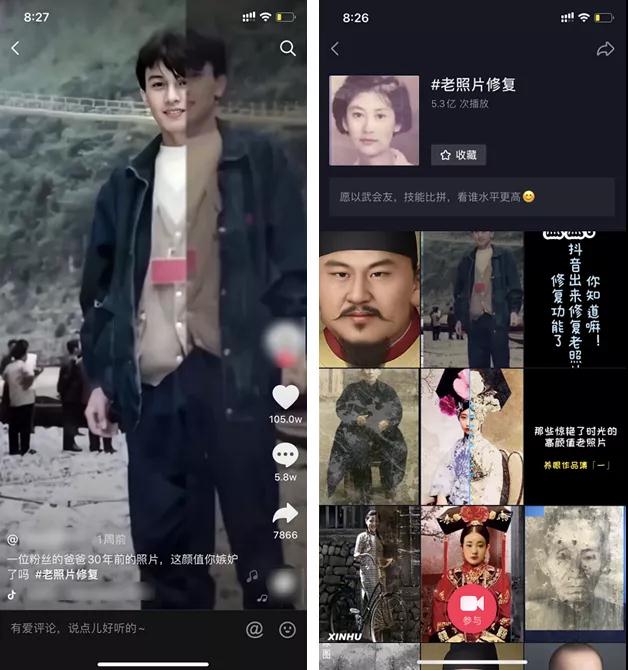 8:27
105.0w
5.8w
7866
@
1周前
一位粉丝的爸爸30年前的照片，这颜值你嫉妒
了吗 #老照片修复
有爱评论，说点儿好听的~
8:26
#老照片修复
5.3亿 次播放
收藏
愿以武会友，技能比拼，看谁水平更高😊
你知道嘛！
抖音出来修复老照片
修复功能了
那些惊艳了时光的
高颜值老照片
养眼作品集「一」
XINHU
图
参与